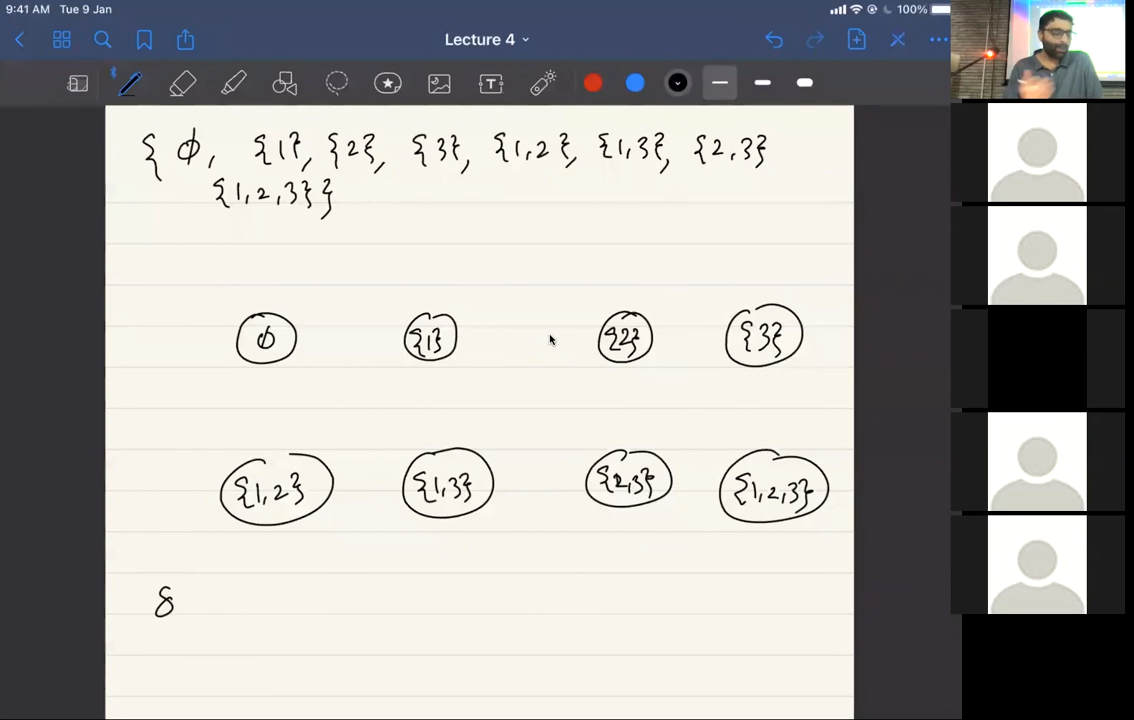 9:41 AM Tue 9 Jan
100%
Lecture 4
T
{ ϕ, {1}, {2}, {3}, {1,2}, {1,3}, {2,3}
{1,2,3}}
ϕ {1} {2} {3}
{1,2} {1,3} {2,3} {1,2,3}
8